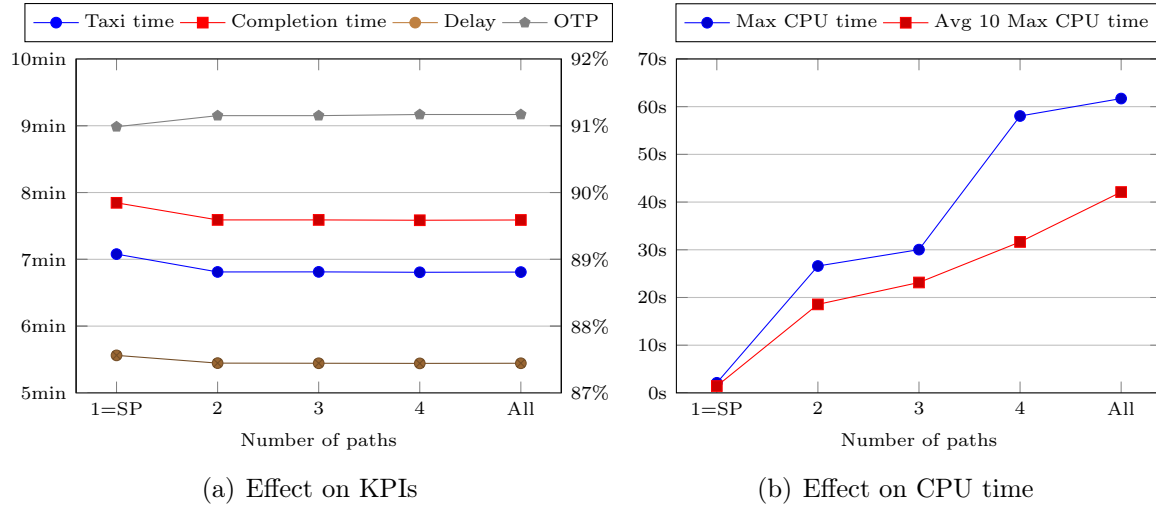 Taxi time Completion time Delay OTP
10min
9min
8min
7min
6min
5min
92%
91%
90%
89%
88%
87%
1=SP 2 3 4 All
Number of paths
(a) Effect on KPIs
Max CPU time Avg 10 Max CPU time
70s
60s
50s
40s
30s
20s
10s
0s
1=SP 2 3 4 All
Number of paths
(b) Effect on CPU time